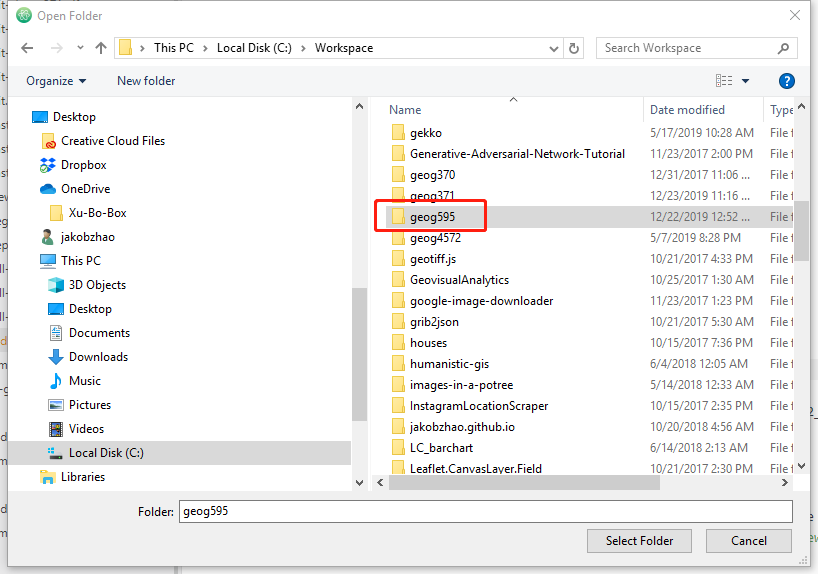 Open Folder
This PC > Local Disk (C:) > Workspace
Search Workspace
Organize
New folder
?
Desktop
Creative Cloud Files
Dropbox
OneDrive
Xu-Bo-Box
jakobzhao
This PC
3D Objects
Desktop
Documents
Downloads
Music
Pictures
Videos
Local Disk (C:)
Libraries
Name Date modified Type
gekko 5/17/2019 10:28 AM File f
Generative-Adversarial-Network-Tutorial 11/23/2017 2:00 PM File f
geog370 12/31/2017 11:06 ... File f
geog371 12/23/2019 11:16 ... File f
geog595 12/22/2019 12:52 ... File f
geog4572 5/7/2019 8:28 PM File f
geotiff.js 10/21/2017 4:33 PM File f
GeovisualAnalytics 10/25/2017 1:30 AM File f
google-image-downloader 11/23/2017 1:23 PM File f
grib2json 10/21/2017 5:30 AM File f
houses 10/15/2017 7:36 PM File f
humanistic-gis 6/4/2018 12:05 AM File f
images-in-a-potree 5/14/2018 12:33 AM File f
InstagramLocationScraper 10/15/2017 2:35 PM File f
jakobzhao.github.io 10/20/2018 4:56 AM File f
LC_barchart 6/14/2018 2:13 AM File f
Leaflet.CanvasLayer.Field 10/21/2017 2:30 PM File f
Folder: geog595
Select Folder
Cancel